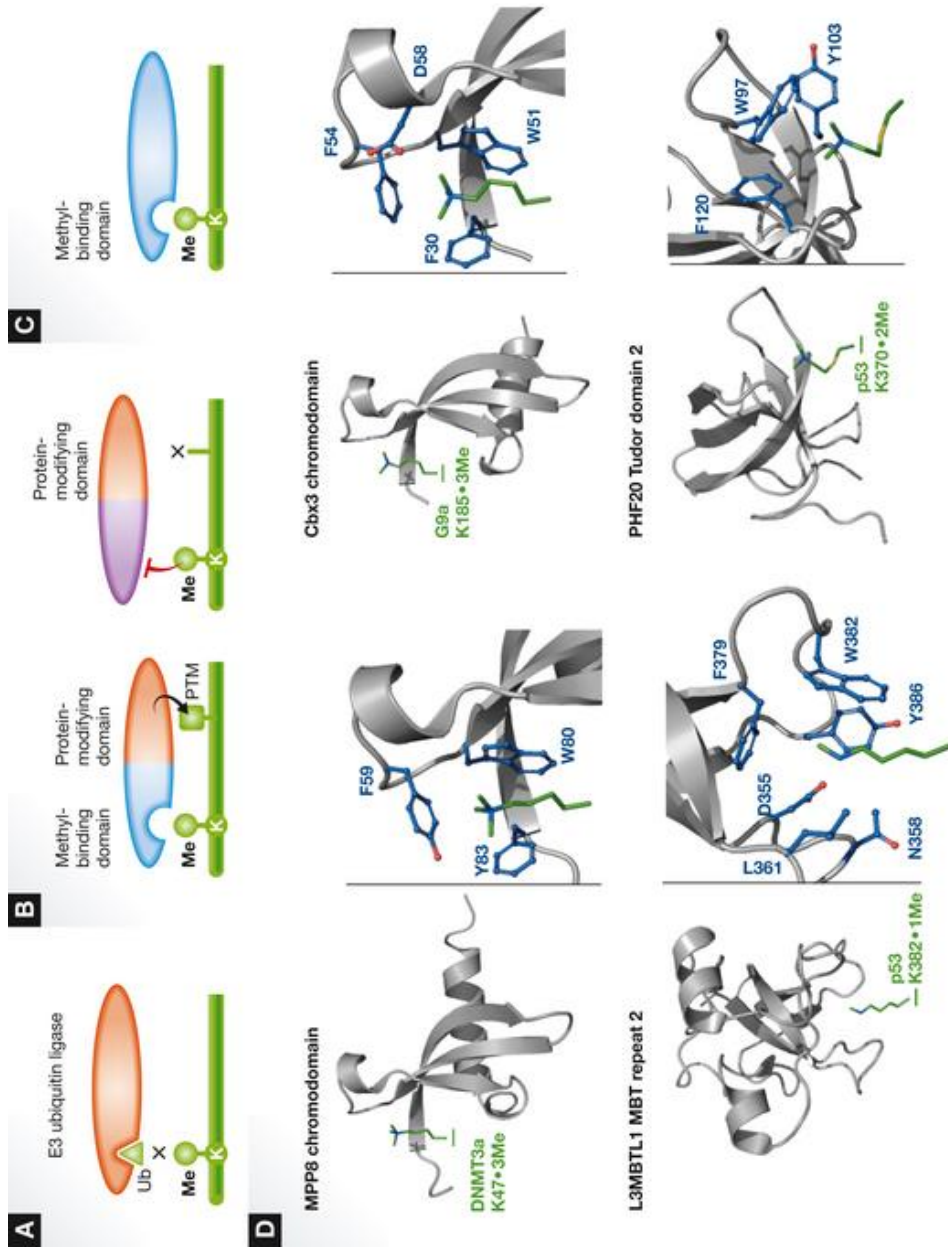 A
E3 ubiquitin ligase
Ub
×
Me
K
B
Methyl-
binding
domain
Protein-
modifying
domain
PTM
Me
K
Protein-
modifying
domain
×
Me
K
C
Methyl-
binding
domain
Me
K
D
MPP8 chromodomain
DNMT3a
K47•3Me
F59
Y83
W80
Cbx3 chromodomain
G9a
K185•3Me
F54
D58
F30
W51
L3MBTL1 MBT repeat 2
p53
K382•1Me
F379
W382
D355
Y386
L361
N358
PHF20 Tudor domain 2
p53
K370•2Me
W97
F120
Y103